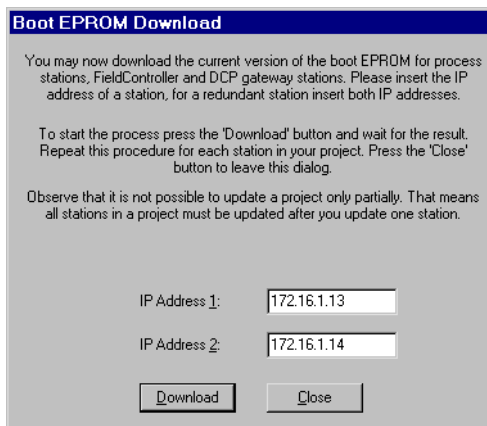 Boot EPROM Download
You may now download the current version of the boot EPROM for process
stations, FieldController and DCP gateway stations. Please insert the IP
address of a station, for a redundant station insert both IP addresses.
To start the process press the 'Download' button and wait for the result.
Repeat this procedure for each station in your project. Press the 'Close'
button to leave this dialog.
Observe that it is not possible to update a project only partially. That means
all stations in a project must be updated after you update one station.
IP Address 1: 172.16.1.13
IP Address 2: 172.16.1.14
Download Close